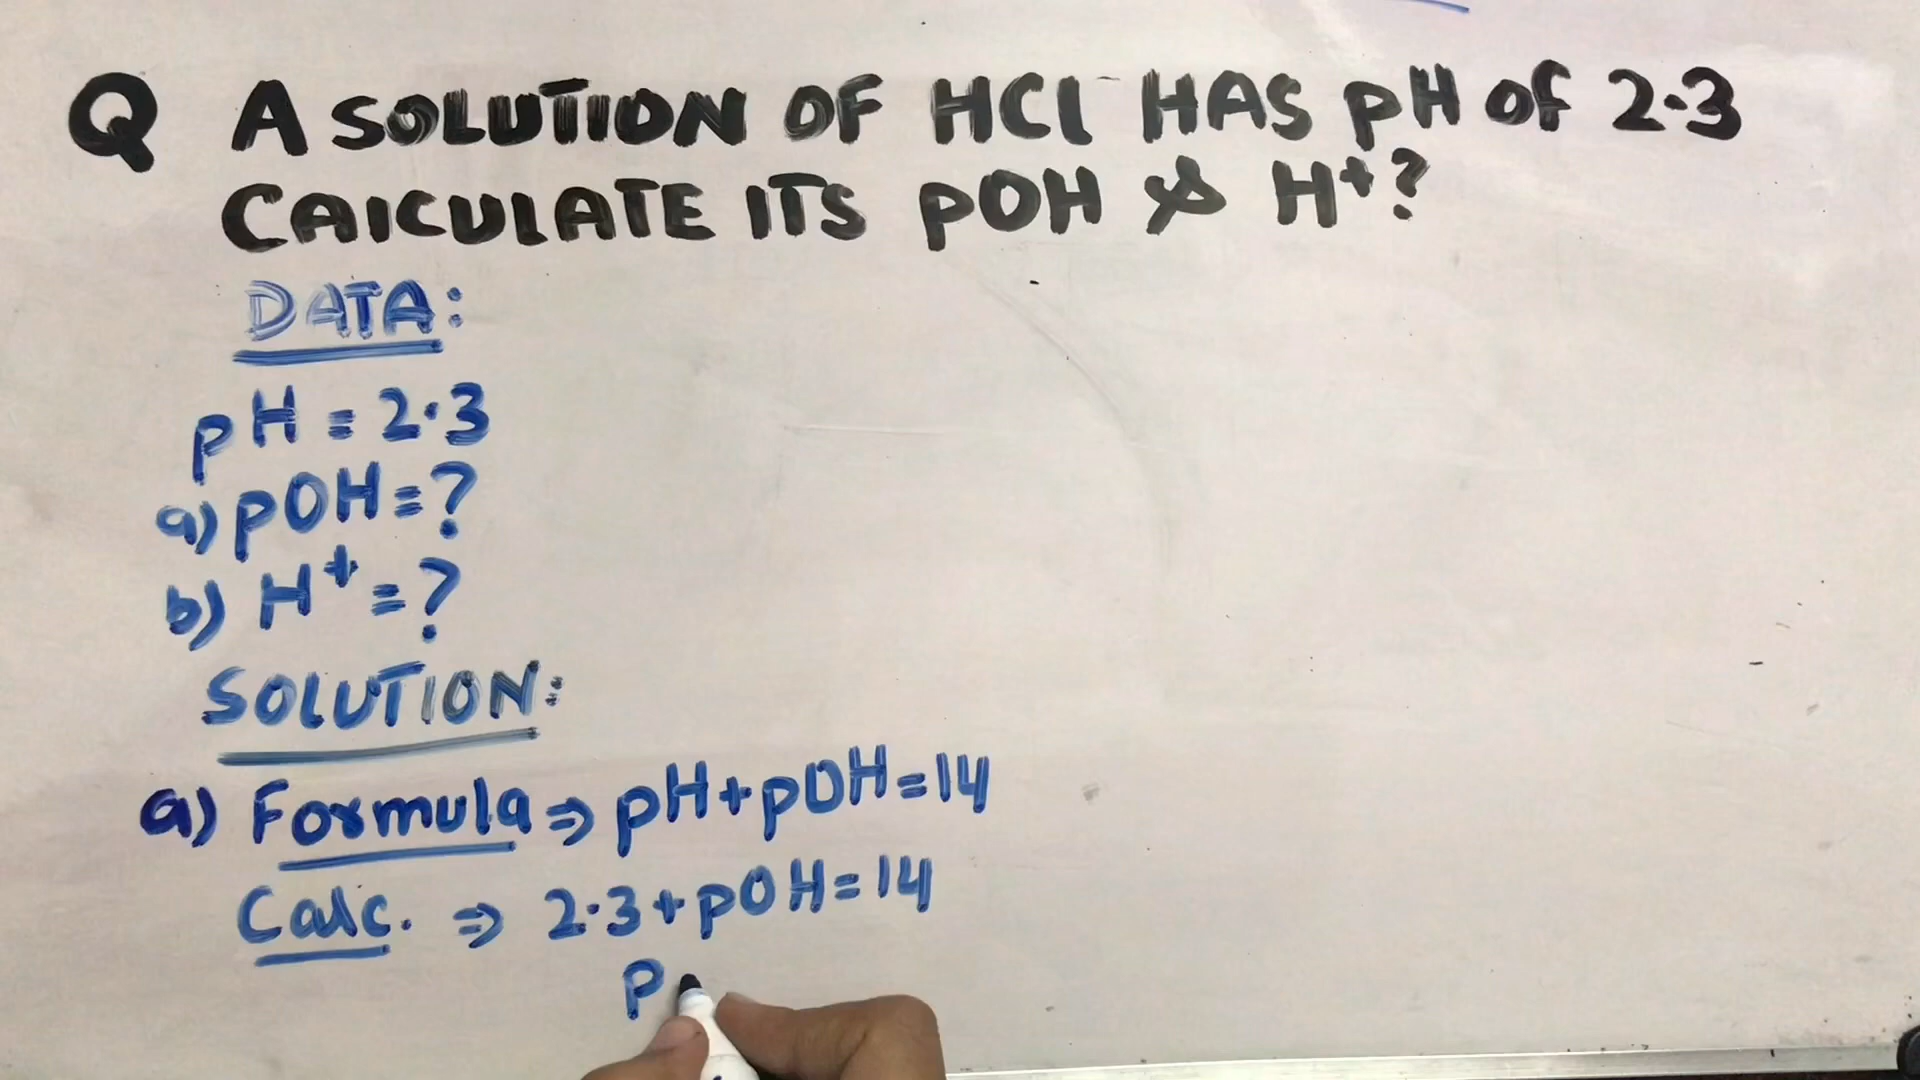 Q A SOLUTION OF HCl HAS pH of 2.3
CAlCULATE ITS pOH & H⁺?
DATA:
pH = 2.3
a) pOH = ?
b) H⁺ = ?
SOLUTION:
a) Formula ⇒ pH+pOH=14
Calc. ⇒ 2.3+pOH=14
p